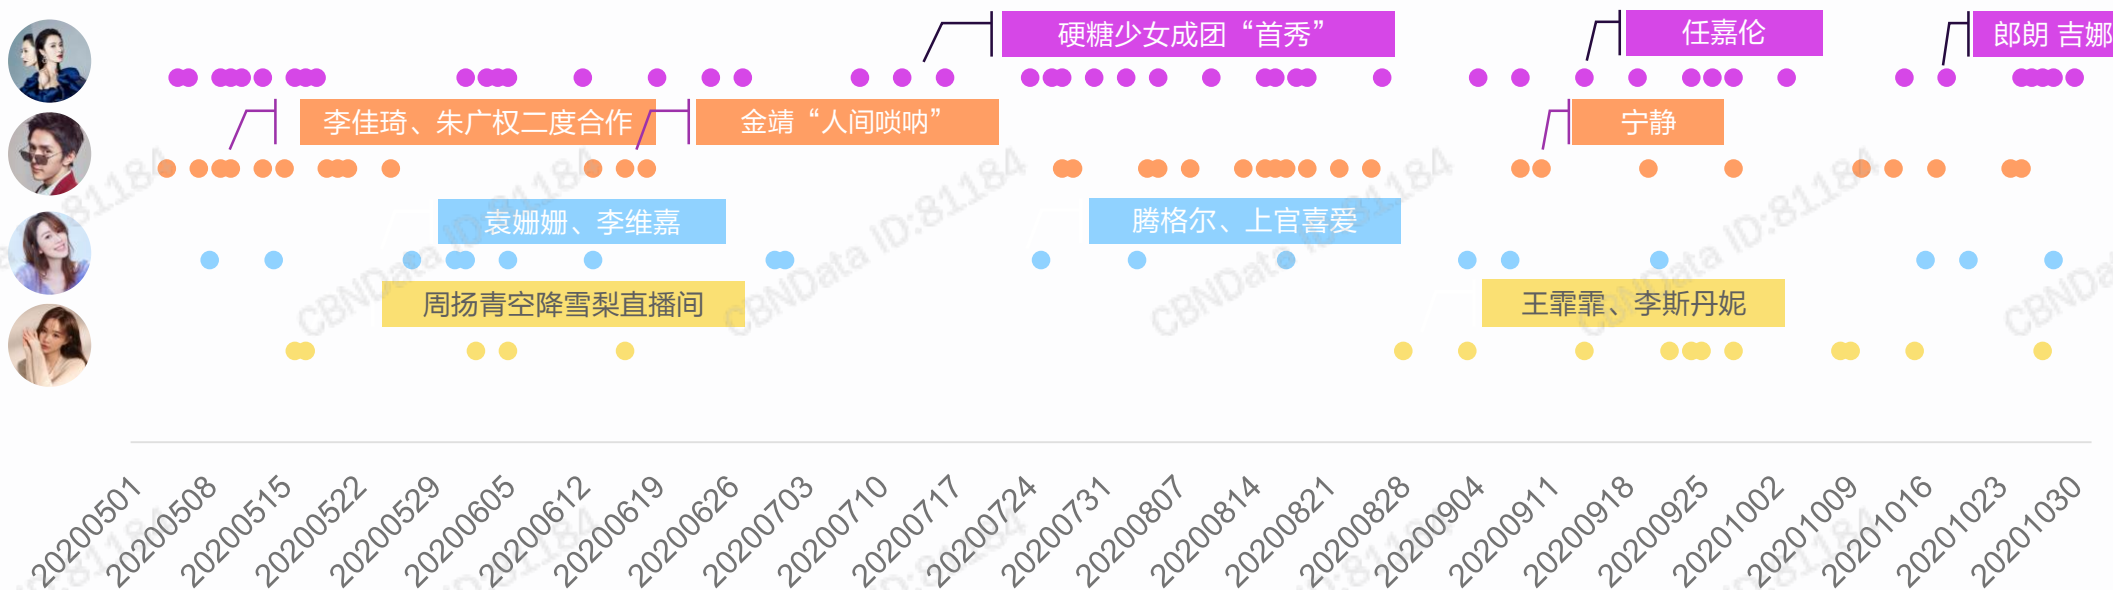 硬糖少女成团“首秀”
任嘉伦
郎朗 吉娜
李佳琦、朱广权二度合作
金靖“人间唢呐”
宁静
袁姗姗、李维嘉
腾格尔、上官喜爱
周扬青空降雪梨直播间
王霏霏、李斯丹妮
20200501
20200508
20200515
20200522
20200529
20200605
20200612
20200619
20200626
20200703
20200710
20200717
20200724
20200731
20200807
20200814
20200821
20200828
20200904
20200911
20200918
20200925
20201002
20201009
20201016
20201023
20201030
CBNData ID:81184